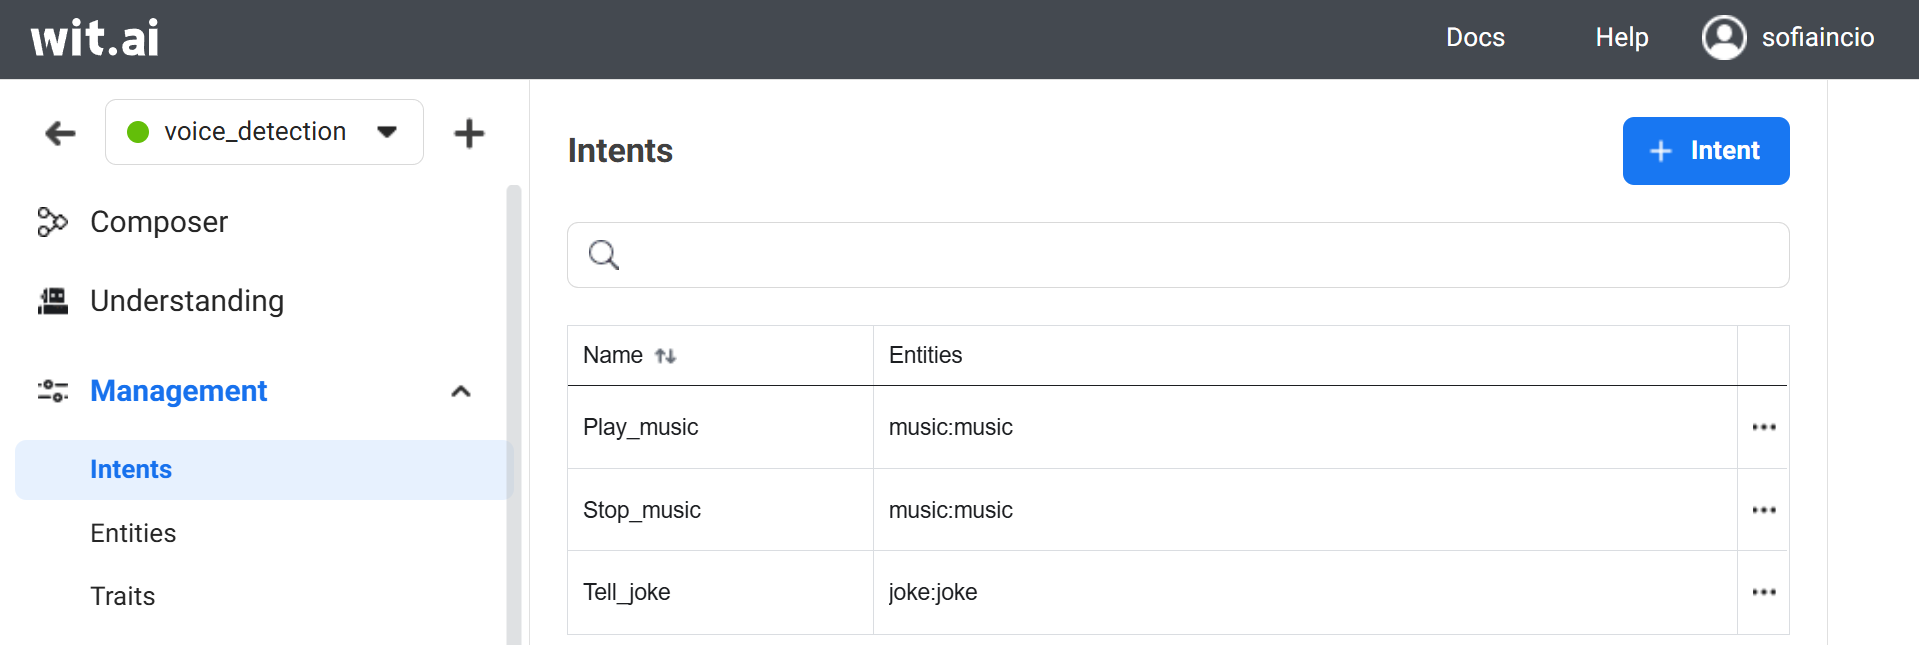 wit.ai
Docs Help sofiaincio
voice_detection
Composer
Understanding
Management
Intents
Entities
Traits
Intents
Intent
Name Entities
Play_music music:music
Stop_music music:music
Tell_joke joke:joke